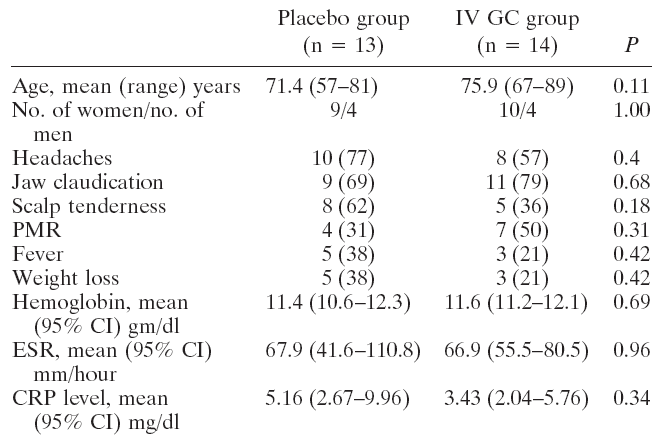 Placebo group IV GC group
(n = 13) (n = 14) P
Age, mean (range) years 71.4 (57–81) 75.9 (67–89) 0.11
No. of women/no. of 9/4 10/4 1.00
men
Headaches 10 (77) 8 (57) 0.4
Jaw claudication 9 (69) 11 (79) 0.68
Scalp tenderness 8 (62) 5 (36) 0.18
PMR 4 (31) 7 (50) 0.31
Fever 5 (38) 3 (21) 0.42
Weight loss 5 (38) 3 (21) 0.42
Hemoglobin, mean 11.4 (10.6–12.3) 11.6 (11.2–12.1) 0.69
(95% CI) gm/dl
ESR, mean (95% CI) 67.9 (41.6–110.8) 66.9 (55.5–80.5) 0.96
mm/hour
CRP level, mean 5.16 (2.67–9.96) 3.43 (2.04–5.76) 0.34
(95% CI) mg/dl